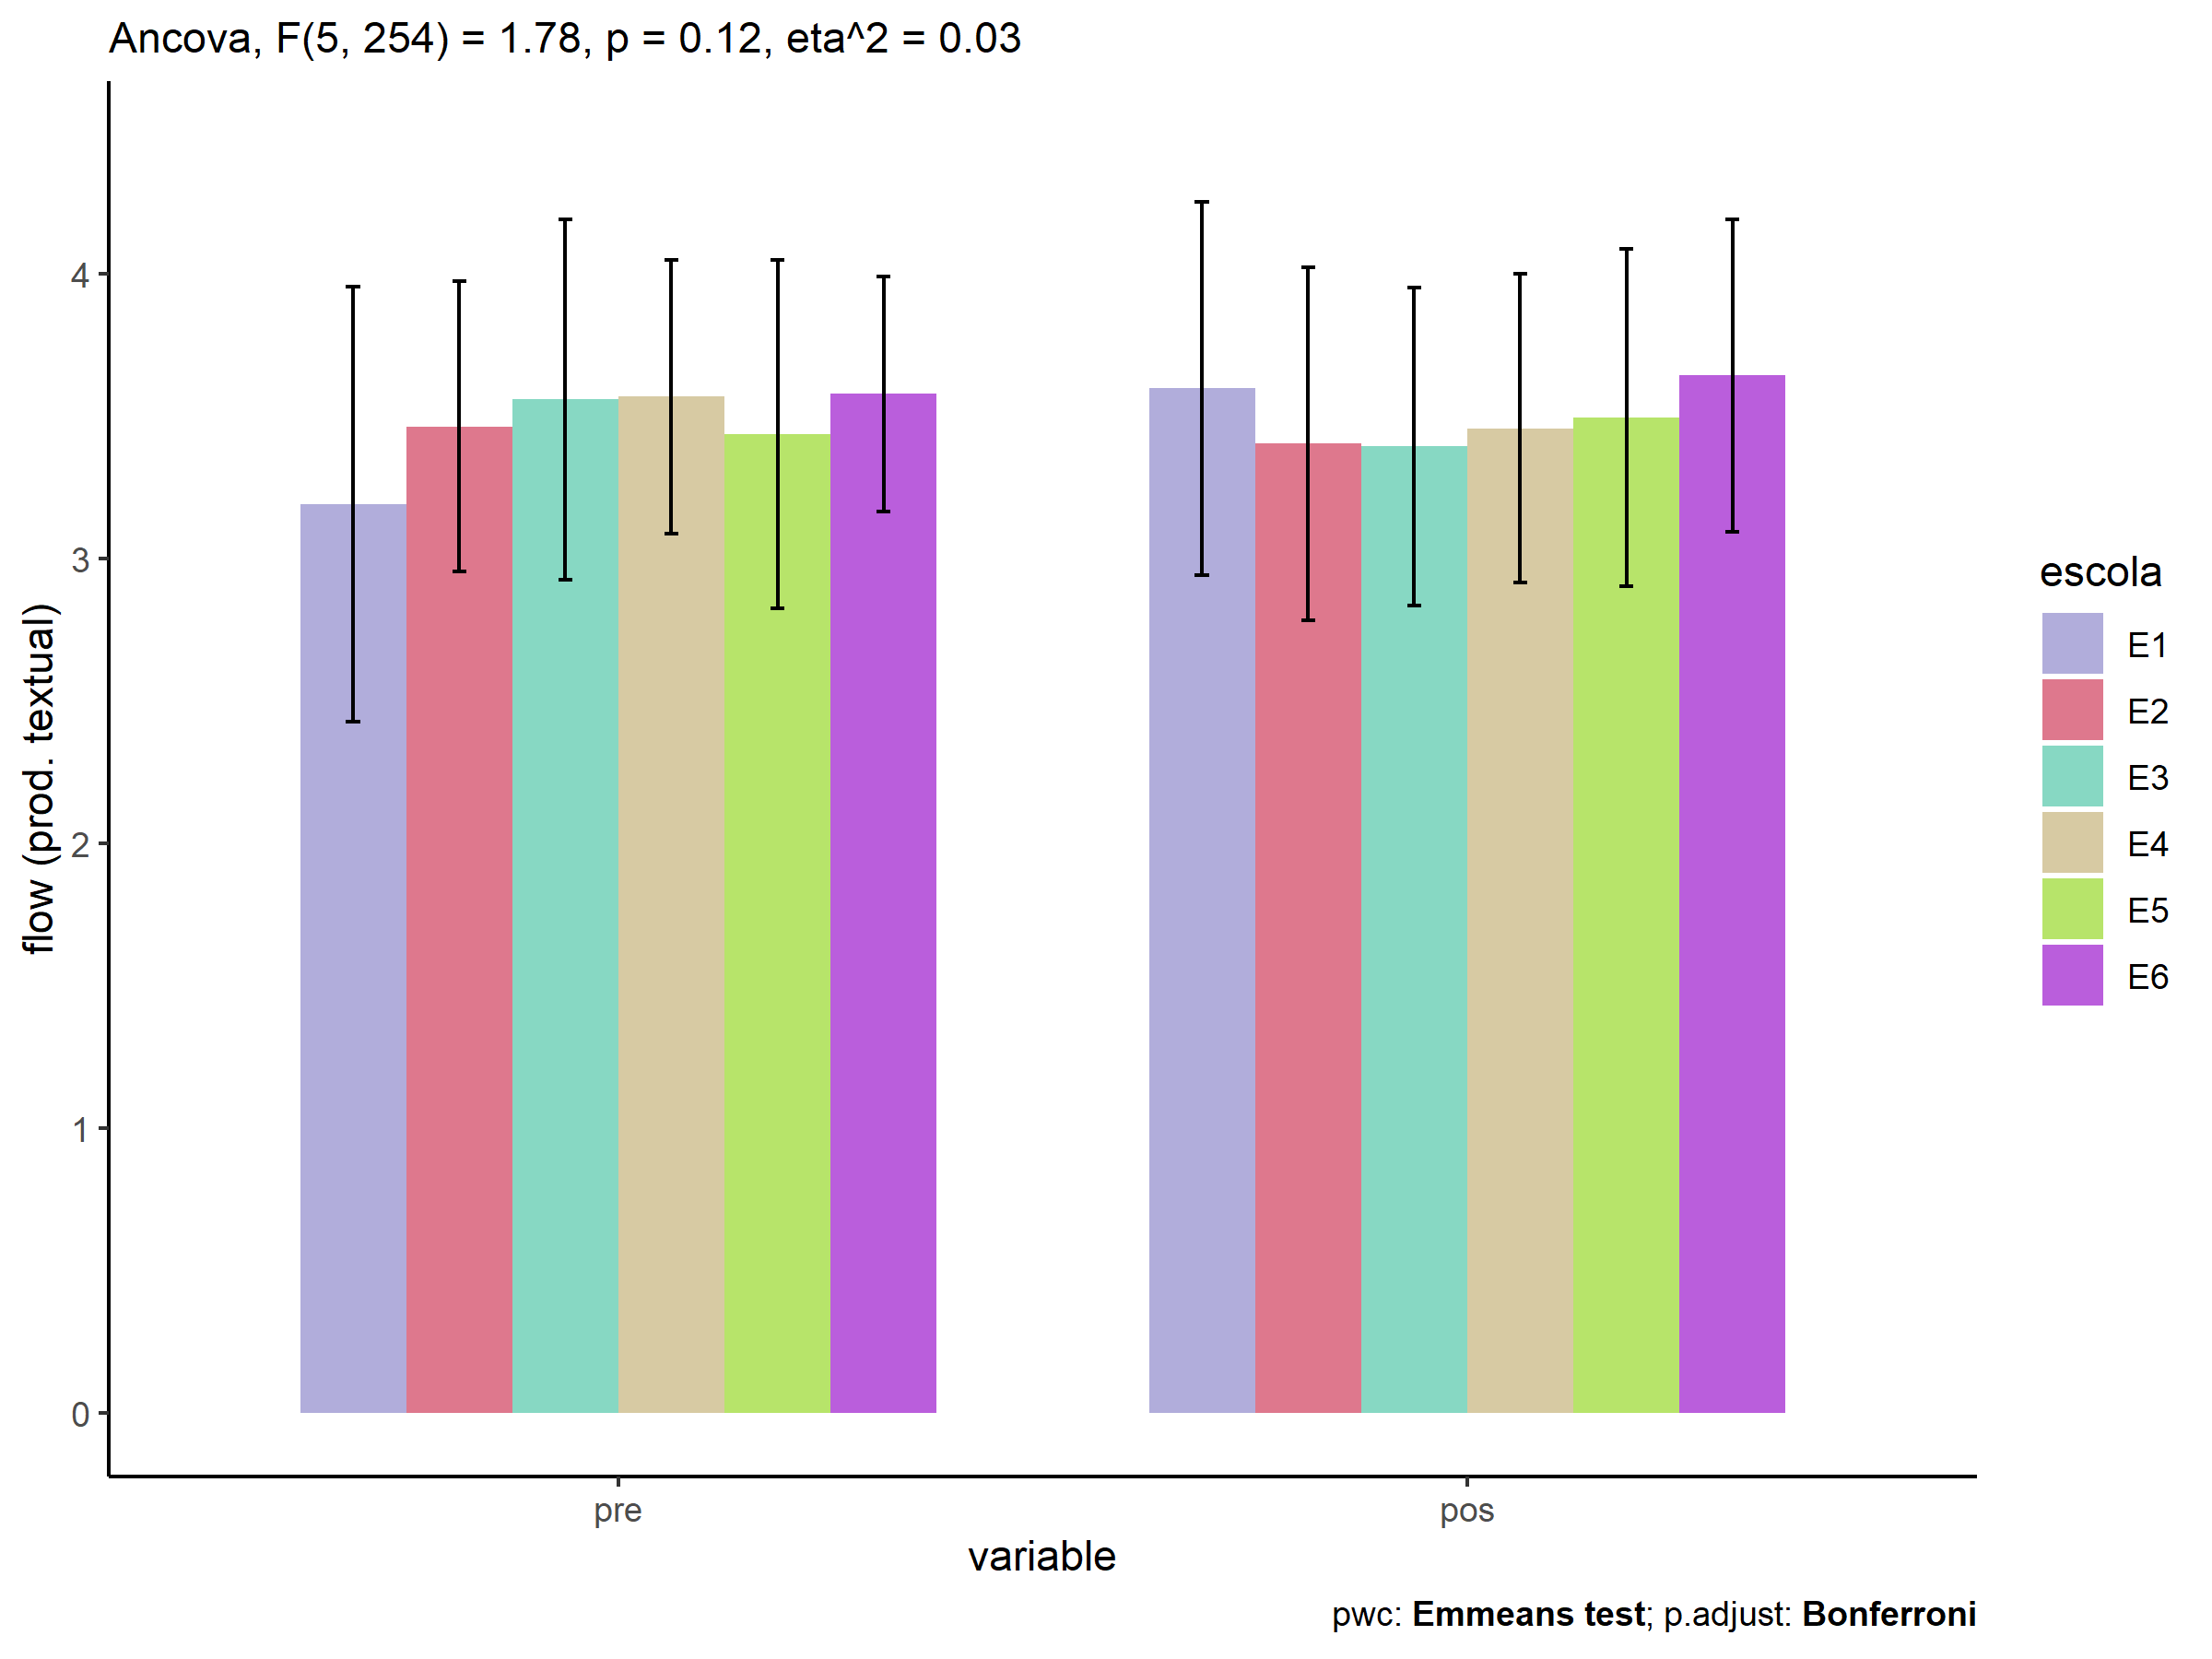 Ancova, F(5, 254) = 1.78, p = 0.12, eta^2 = 0.03
flow (prod. textual)
4
3
2
1
0
pre
pos
variable
escola
E1
E2
E3
E4
E5
E6
pwc: Emmeans test; p.adjust: Bonferroni